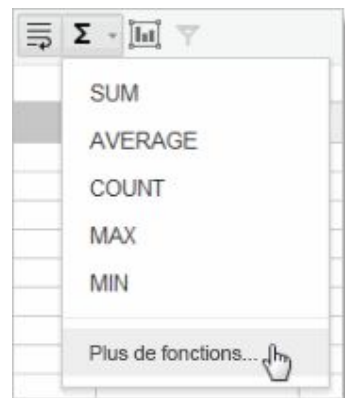 Σ
SUM
AVERAGE
COUNT
MAX
MIN
Plus de fonctions...